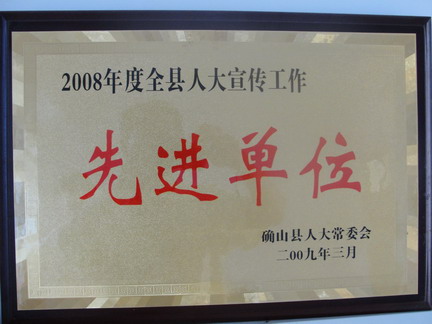 2008年度全县人大宣传工作
先进单位
确山县人大常委会
二00九年三月